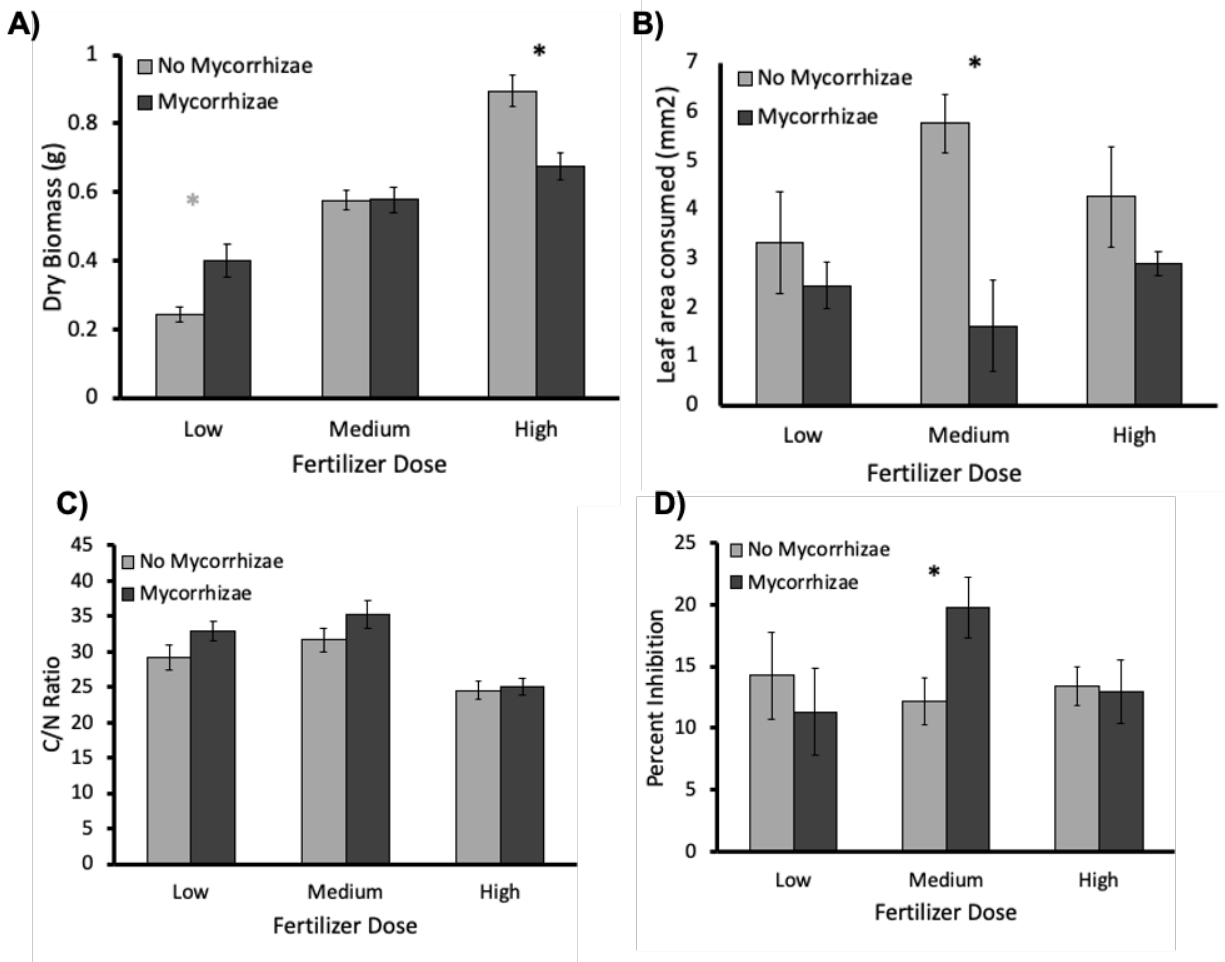 A)
Dry Biomass (g)
1
0.8
0.6
0.4
0.2
0
No Mycorrhizae
Mycorrhizae
*
*
Low Medium High
Fertilizer Dose
B)
Leaf area consumed (mm2)
7
6
5
4
3
2
1
0
No Mycorrhizae
Mycorrhizae
*
Low Medium High
Fertilizer Dose
C)
C/N Ratio
45
40
35
30
25
20
15
10
5
0
No Mycorrhizae
Mycorrhizae
Low Medium High
Fertilizer Dose
D)
Percent Inhibition
25
20
15
10
5
0
No Mycorrhizae
Mycorrhizae
*
Low Medium High
Fertilizer Dose